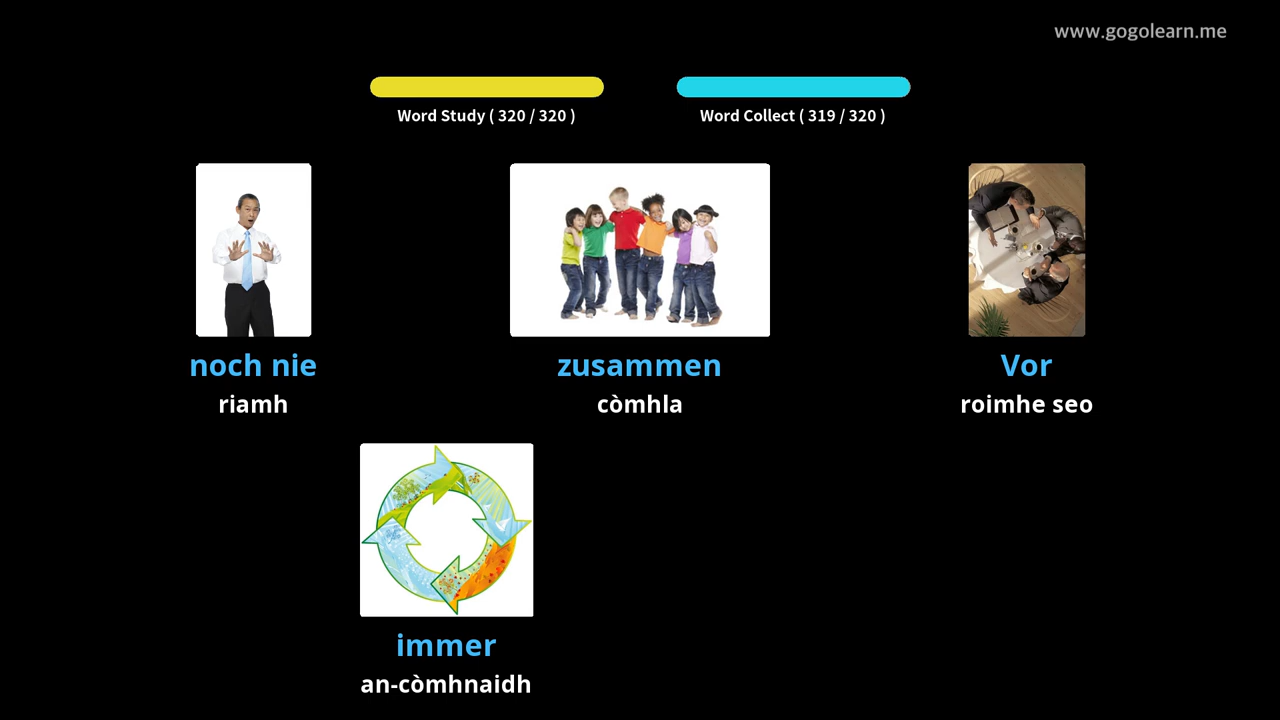 www.gogolearn.me
Word Study ( 320 / 320 )
Word Collect ( 319 / 320 )
noch nie
riamh
zusammen
còmhla
Vor
roimhe seo
immer
an-còmhnaidh